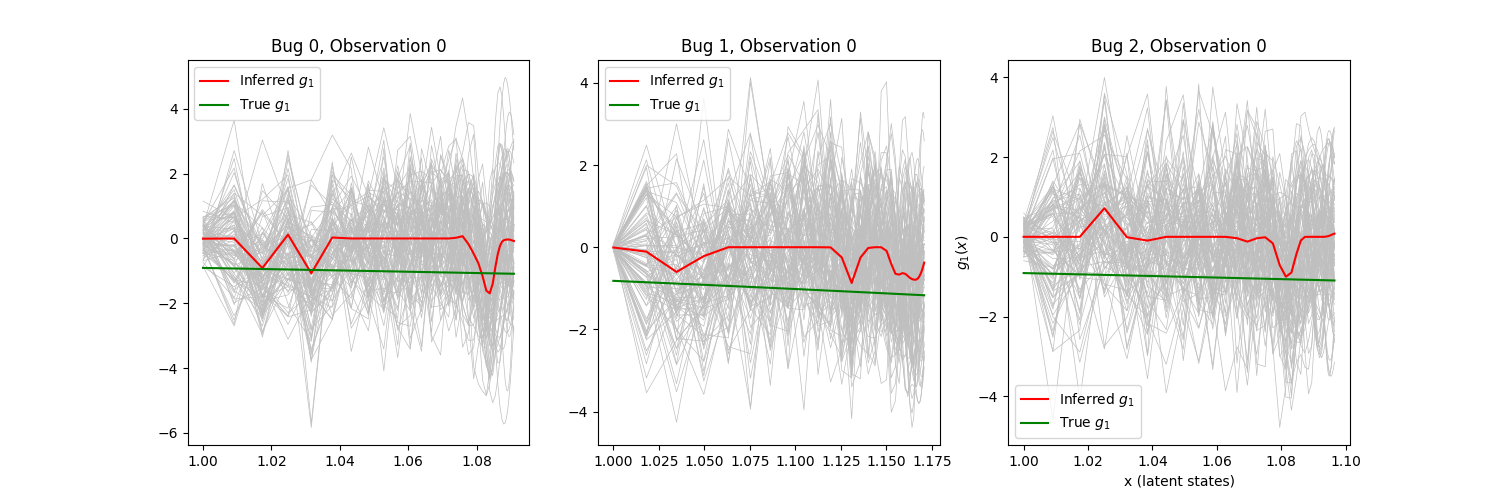 Bug 0, Observation 0
Inferred g₁
True g₁
4
2
0
−2
−4
−6
1.00 1.02 1.04 1.06 1.08
Bug 1, Observation 0
Inferred g₁
True g₁
4
2
0
−2
−4
1.000 1.025 1.050 1.075 1.100 1.125 1.150 1.175
Bug 2, Observation 0
g₁(x)
4
2
0
−2
−4
Inferred g₁
True g₁
1.00 1.02 1.04 1.06 1.08 1.10
x (latent states)